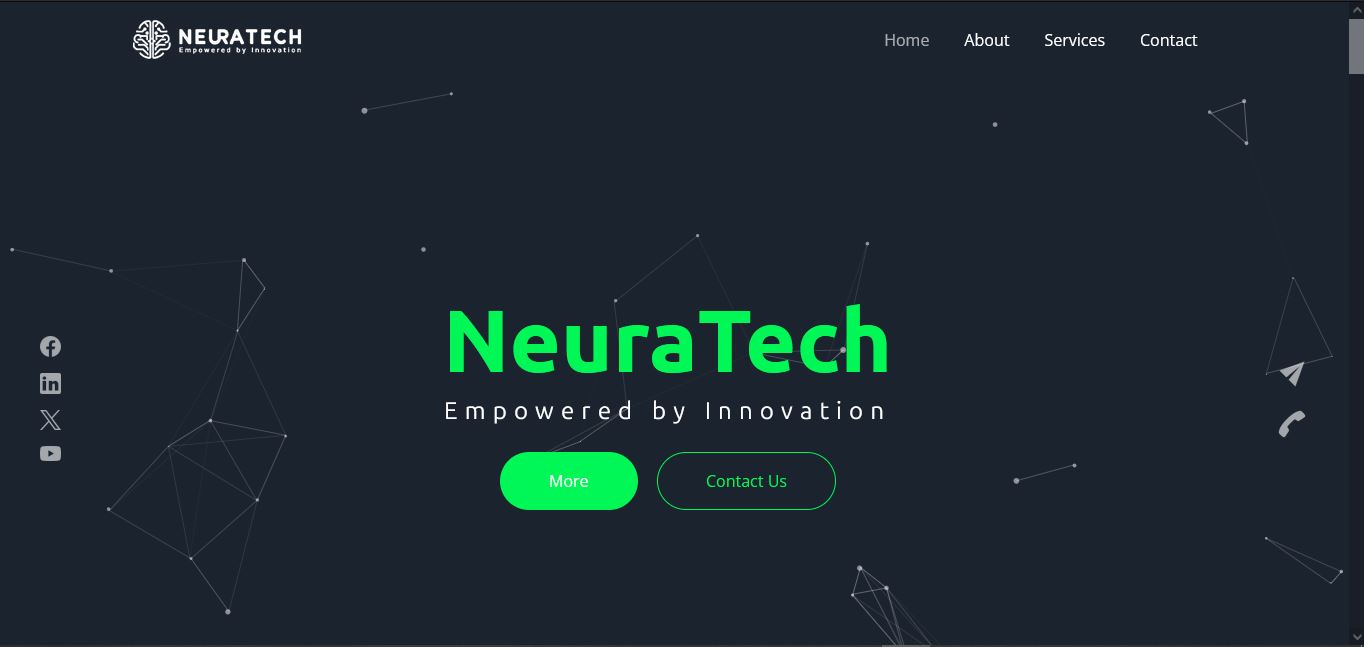 NEURATECH
Empowered by Innovation
Home About Services Contact
NeuraTech
Empowered by Innovation
More Contact Us